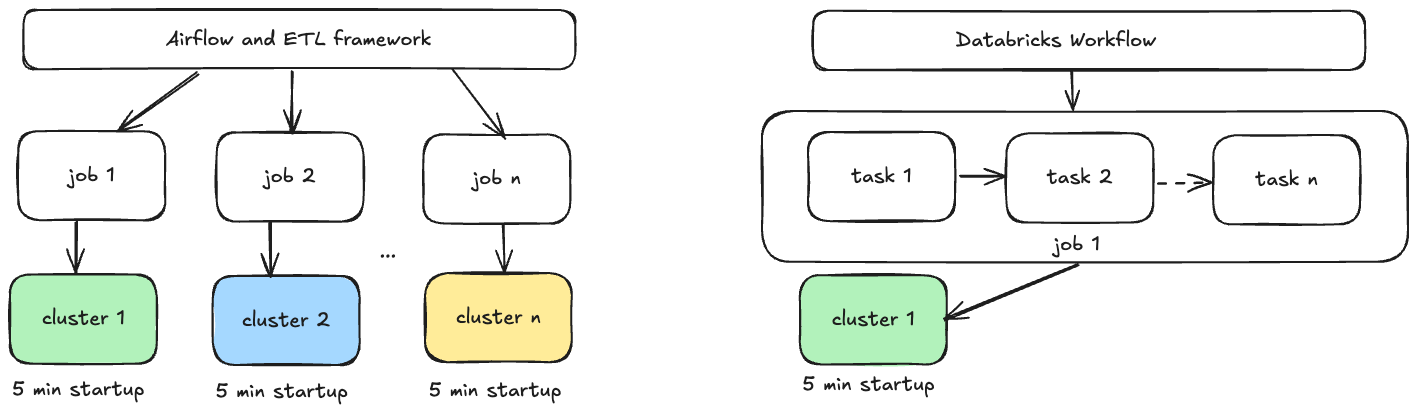 Airflow and ETL framework
job 1
job 2
job n
...
cluster 1
cluster 2
cluster n
5 min startup
5 min startup
5 min startup
Databricks Workflow
task 1
task 2
task n
job 1
cluster 1
5 min startup